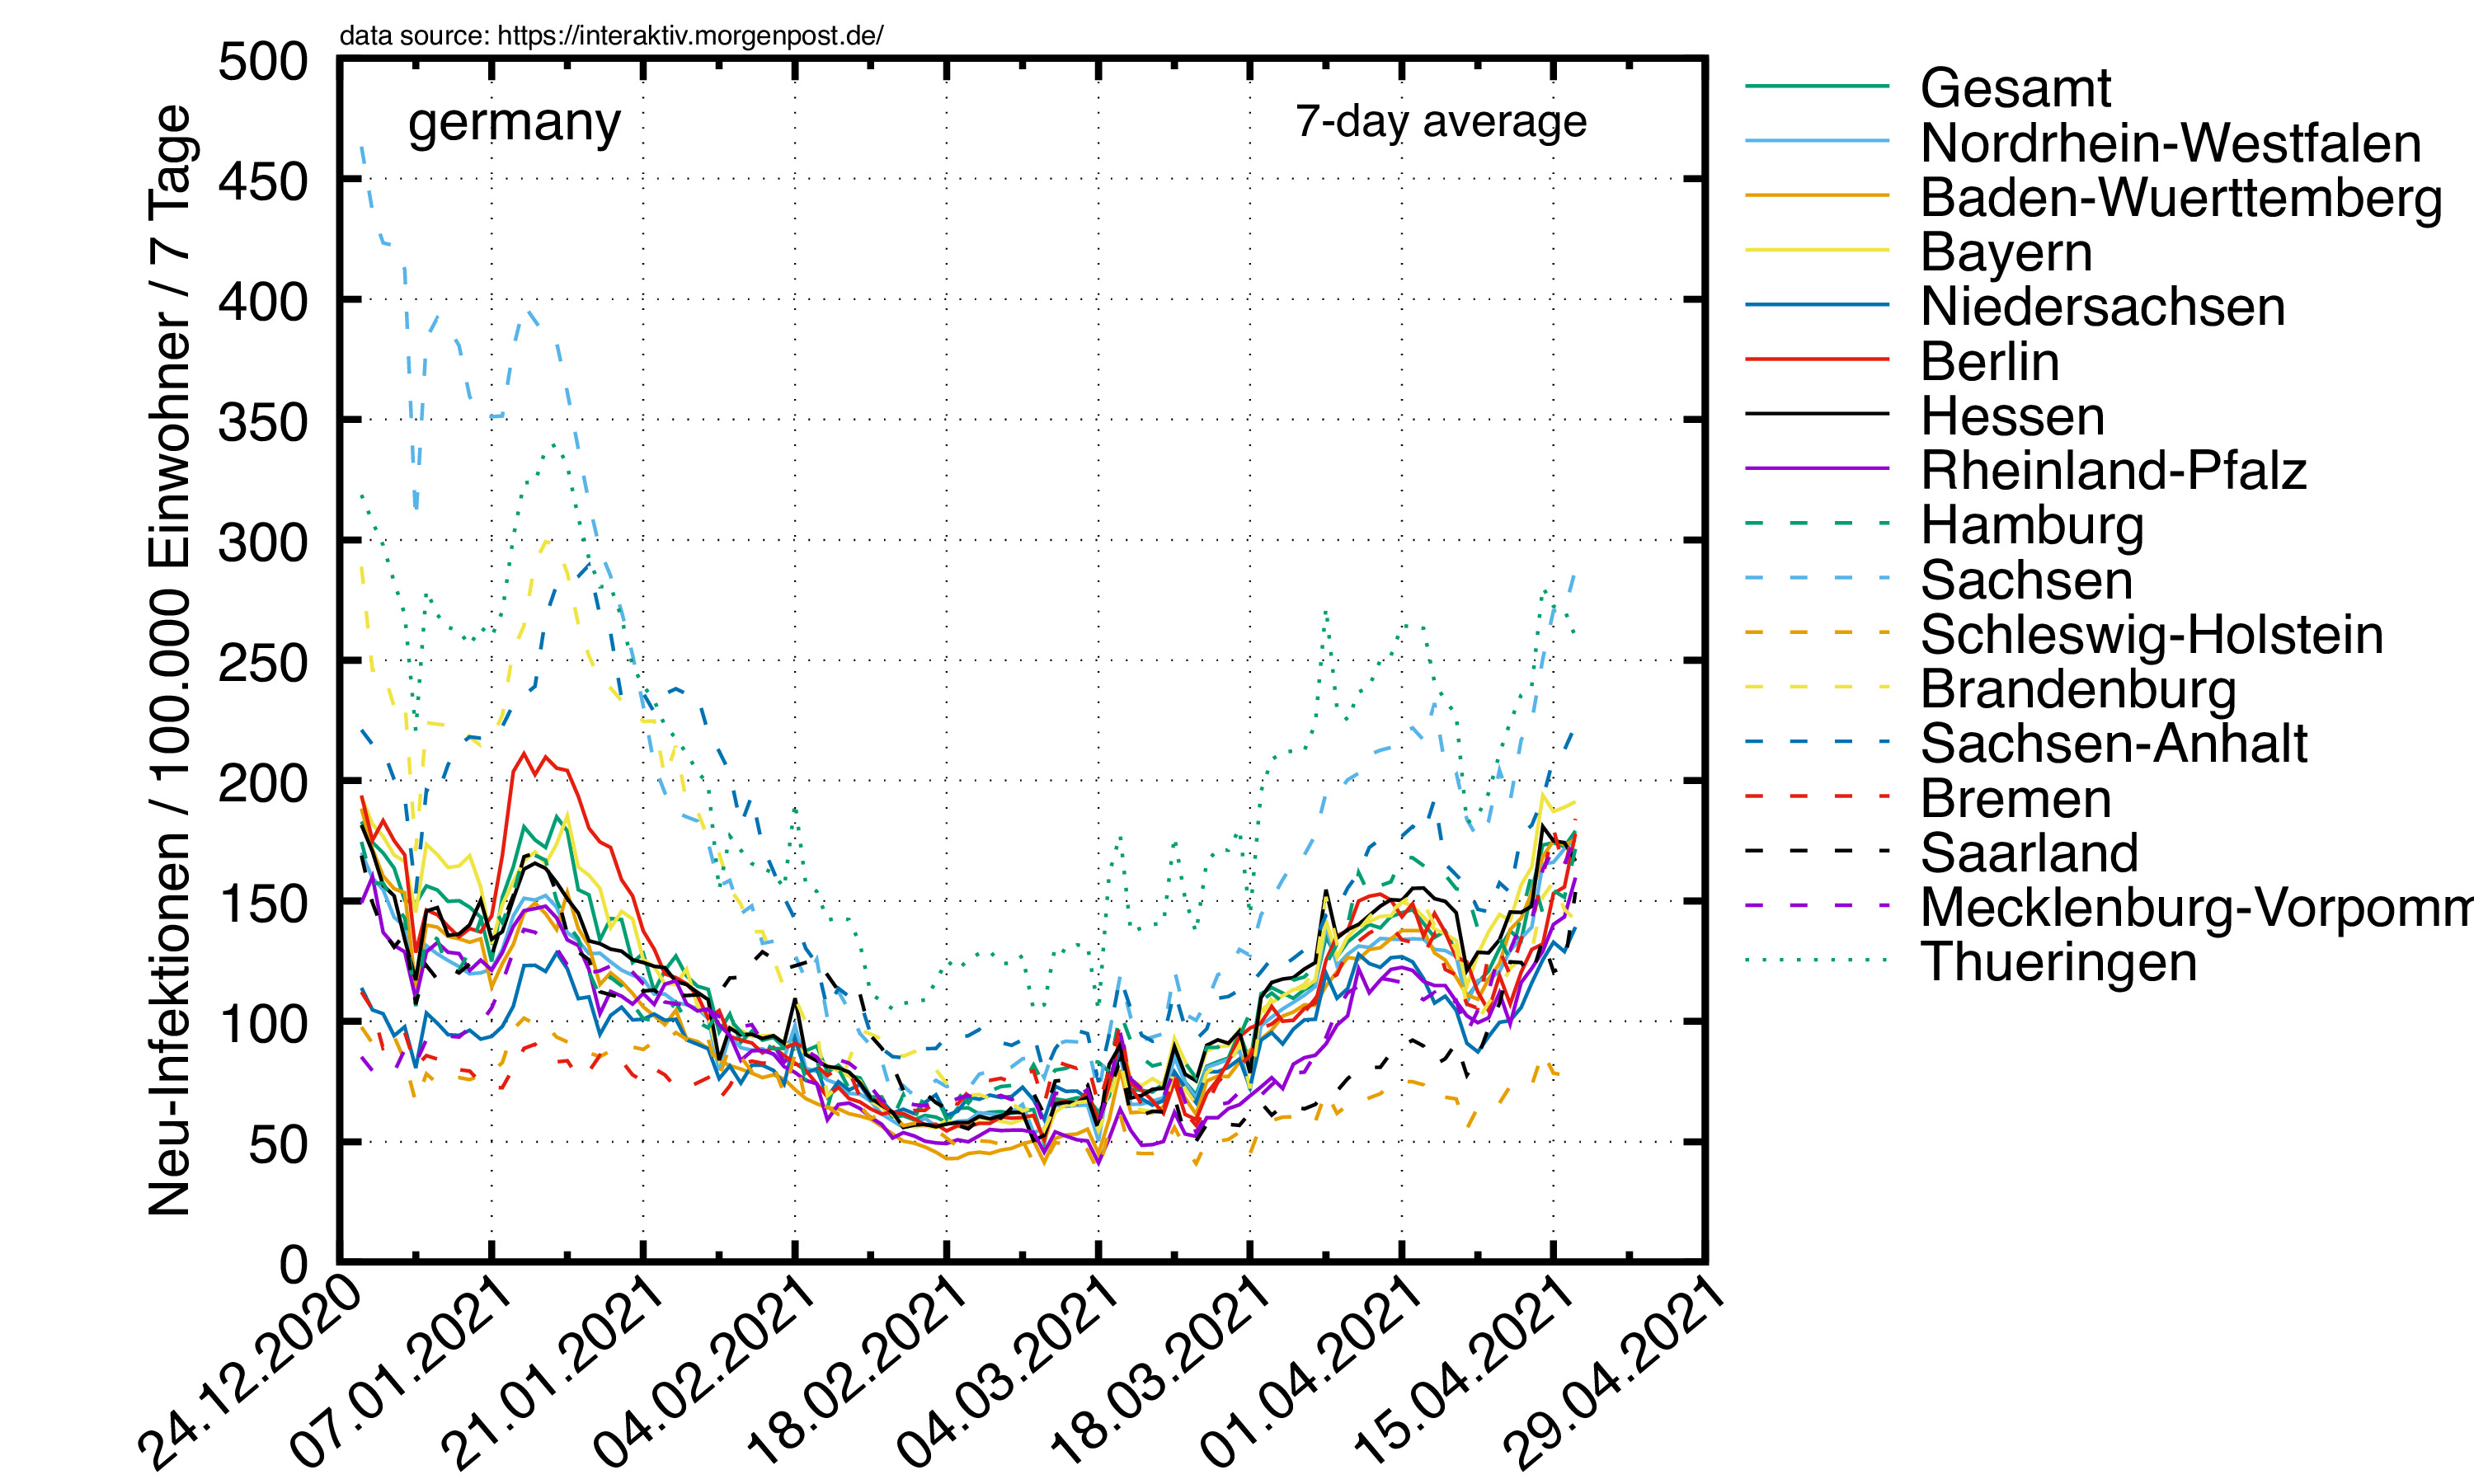 data source: https://interaktiv.morgenpost.de/
germany
7-day average
Neu-Infektionen / 100.000 Einwohner / 7 Tage
500
450
400
350
300
250
200
150
100
50
0
24.12.2020
07.01.2021
21.01.2021
04.02.2021
18.02.2021
04.03.2021
18.03.2021
01.04.2021
15.04.2021
29.04.2021
Gesamt
Nordrhein-Westfalen
Baden-Wuerttemberg
Bayern
Niedersachsen
Berlin
Hessen
Rheinland-Pfalz
Hamburg
Sachsen
Schleswig-Holstein
Brandenburg
Sachsen-Anhalt
Bremen
Saarland
Mecklenburg-Vorpomm
Thueringen